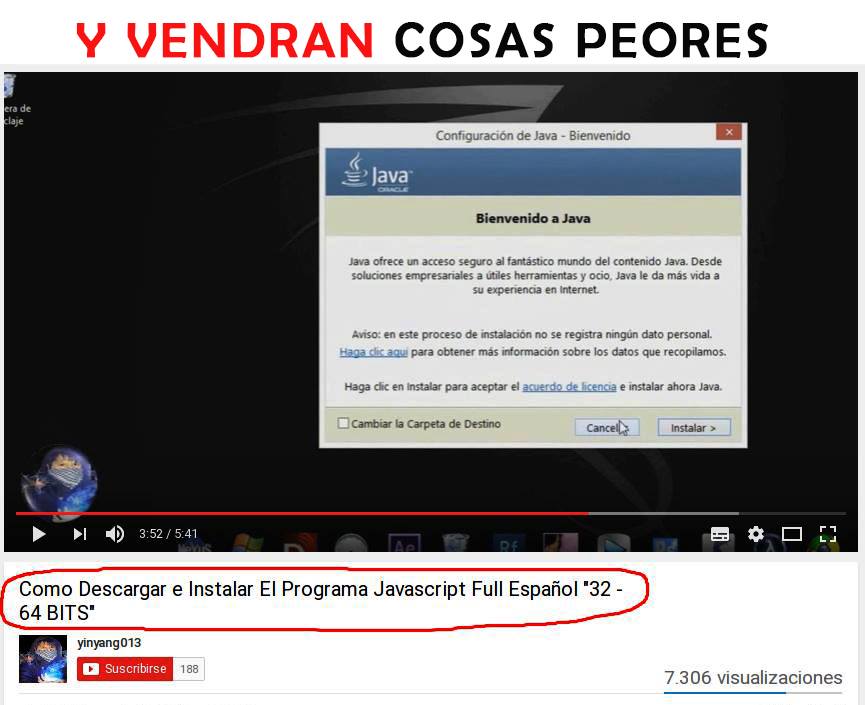 Y VENDRAN COSAS PEORES
era de
claje
Configuración de Java - Bienvenido
Java
ORACLE
Bienvenido a Java
Java ofrece un acceso seguro al fantástico mundo del contenido Java. Desde
soluciones empresariales a útiles herramientas y ocio, Java le da más vida a
su experiencia en Internet.
Aviso: en este proceso de instalación no se registra ningún dato personal.
Haga clic aquí para obtener más información sobre los datos que recopilamos.
Haga clic en Instalar para aceptar el acuerdo de licencia e instalar ahora Java.
Cambiar la Carpeta de Destino
Instalar >
3:52 / 5:41
Ae
Como Descargar e Instalar El Programa Javascript Full Español "32 -
64 BITS"
yinyang013
Suscribirse 188
7.306 visualizaciones